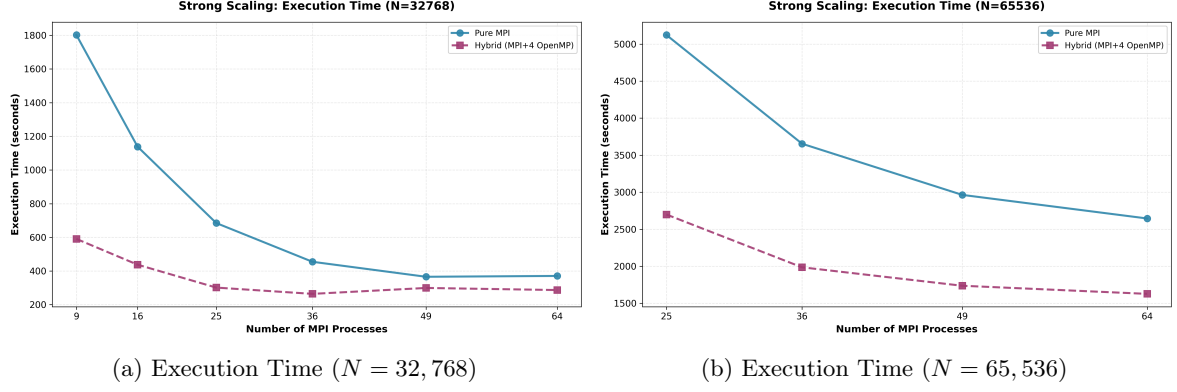 Strong Scaling: Execution Time (N=32768)
Pure MPI
Hybrid (MPI+4 OpenMP)
Execution Time (seconds)
1800
1600
1400
1200
1000
800
600
400
200
9 16 25 36 49 64
Number of MPI Processes
(a) Execution Time (N = 32, 768)
Strong Scaling: Execution Time (N=65536)
Pure MPI
Hybrid (MPI+4 OpenMP)
Execution Time (seconds)
5000
4500
4000
3500
3000
2500
2000
1500
25 36 49 64
Number of MPI Processes
(b) Execution Time (N = 65, 536)